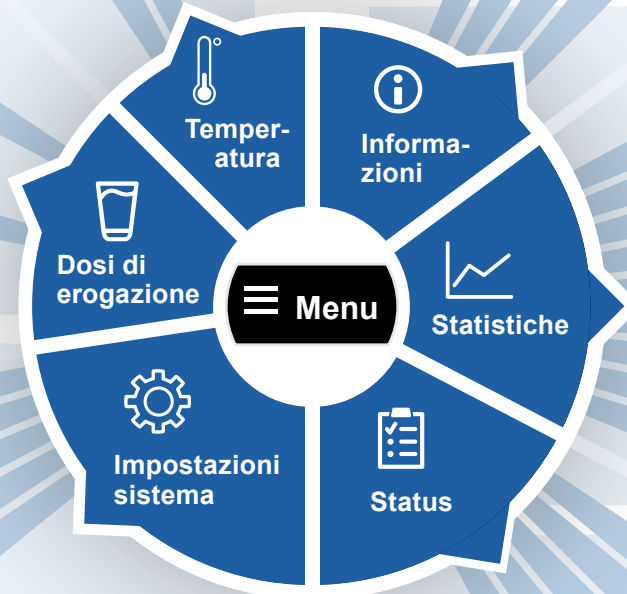 Temper-
atura
Informa-
zioni
Dosi di
erogazione
Menu
Statistiche
Impostazioni
sistema
Status